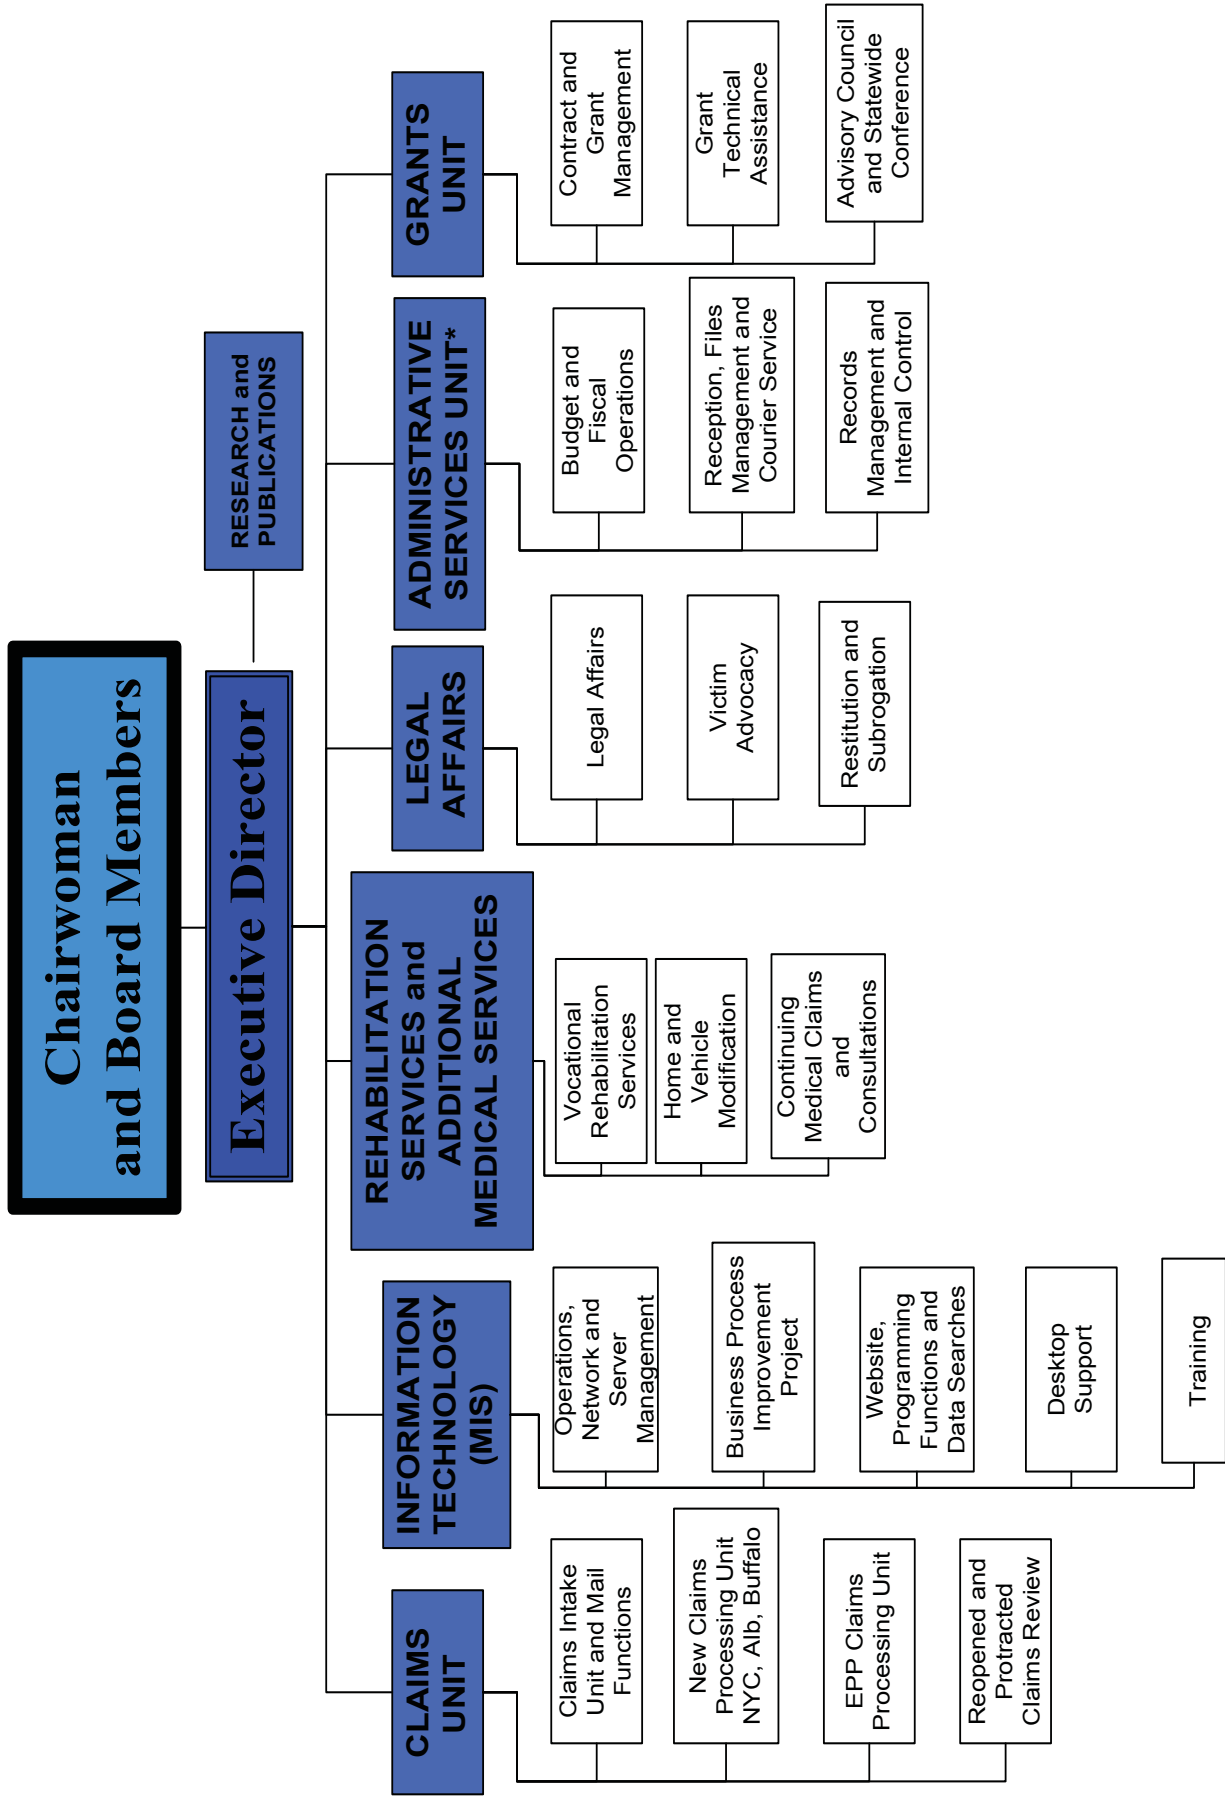 Chairwoman
and Board Members
Executive Director
RESEARCH and
PUBLICATIONS
CLAIMS
UNIT
Claims Intake
Unit and Mail
Functions
New Claims
Processing Unit
NYC, Alb, Buffalo
EPP Claims
Processing Unit
Reopened and
Protracted
Claims Review
INFORMATION
TECHNOLOGY
(MIS)
Operations,
Network and
Server
Management
Business Process
Improvement
Project
Website,
Programming
Functions and
Data Searches
Desktop
Support
Training
REHABILITATION
SERVICES and
ADDITIONAL
MEDICAL SERVICES
Vocational
Rehabilitation
Services
Home and
Vehicle
Modification
Continuing
Medical Claims
and
Consultations
LEGAL
AFFAIRS
Legal Affairs
Victim
Advocacy
Restitution and
Subrogation
ADMINISTRATIVE
SERVICES UNIT*
Budget and
Fiscal
Operations
Reception, Files
Management and
Courier Service
Records
Management and
Internal Control
GRANTS
UNIT
Contract and
Grant
Management
Grant
Technical
Assistance
Advisory Council
and Statewide
Conference